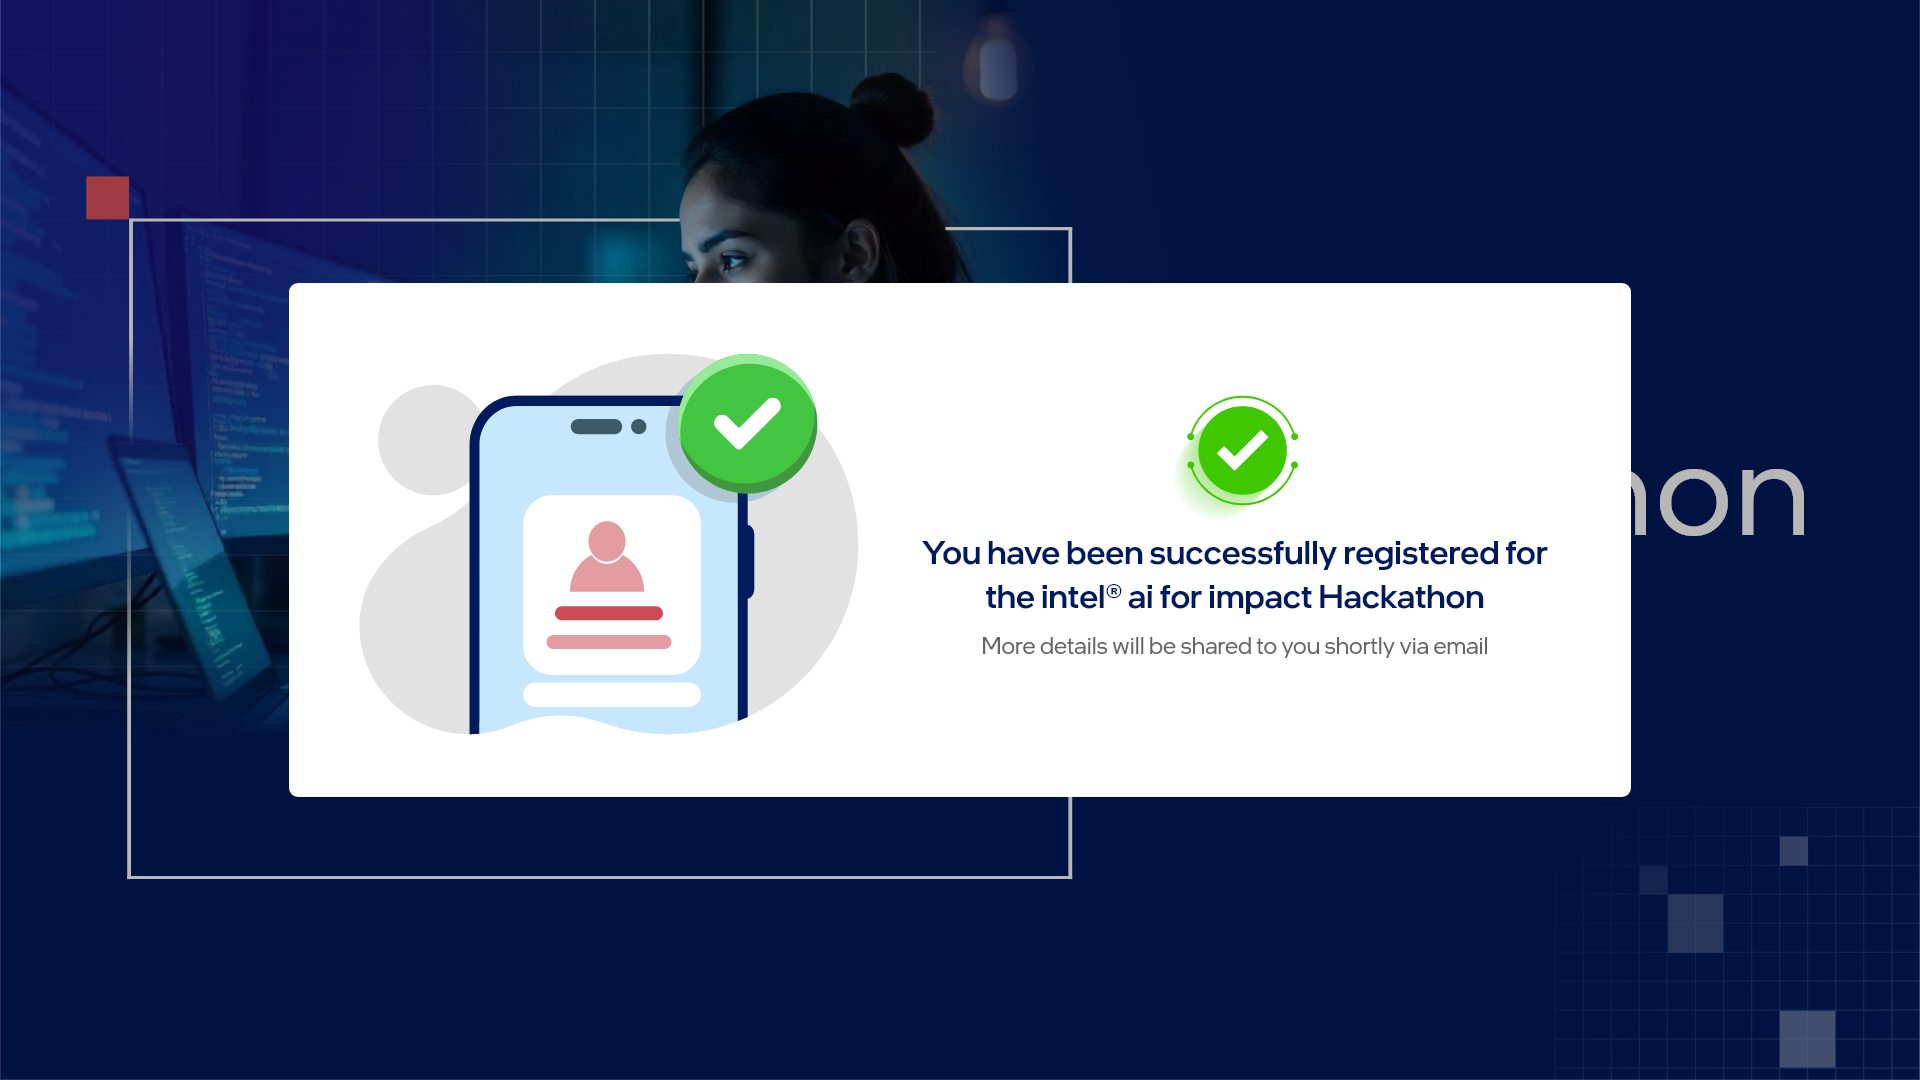 You have been successfully registered for
the intel® ai for impact Hackathon
More details will be shared to you shortly via email
hon